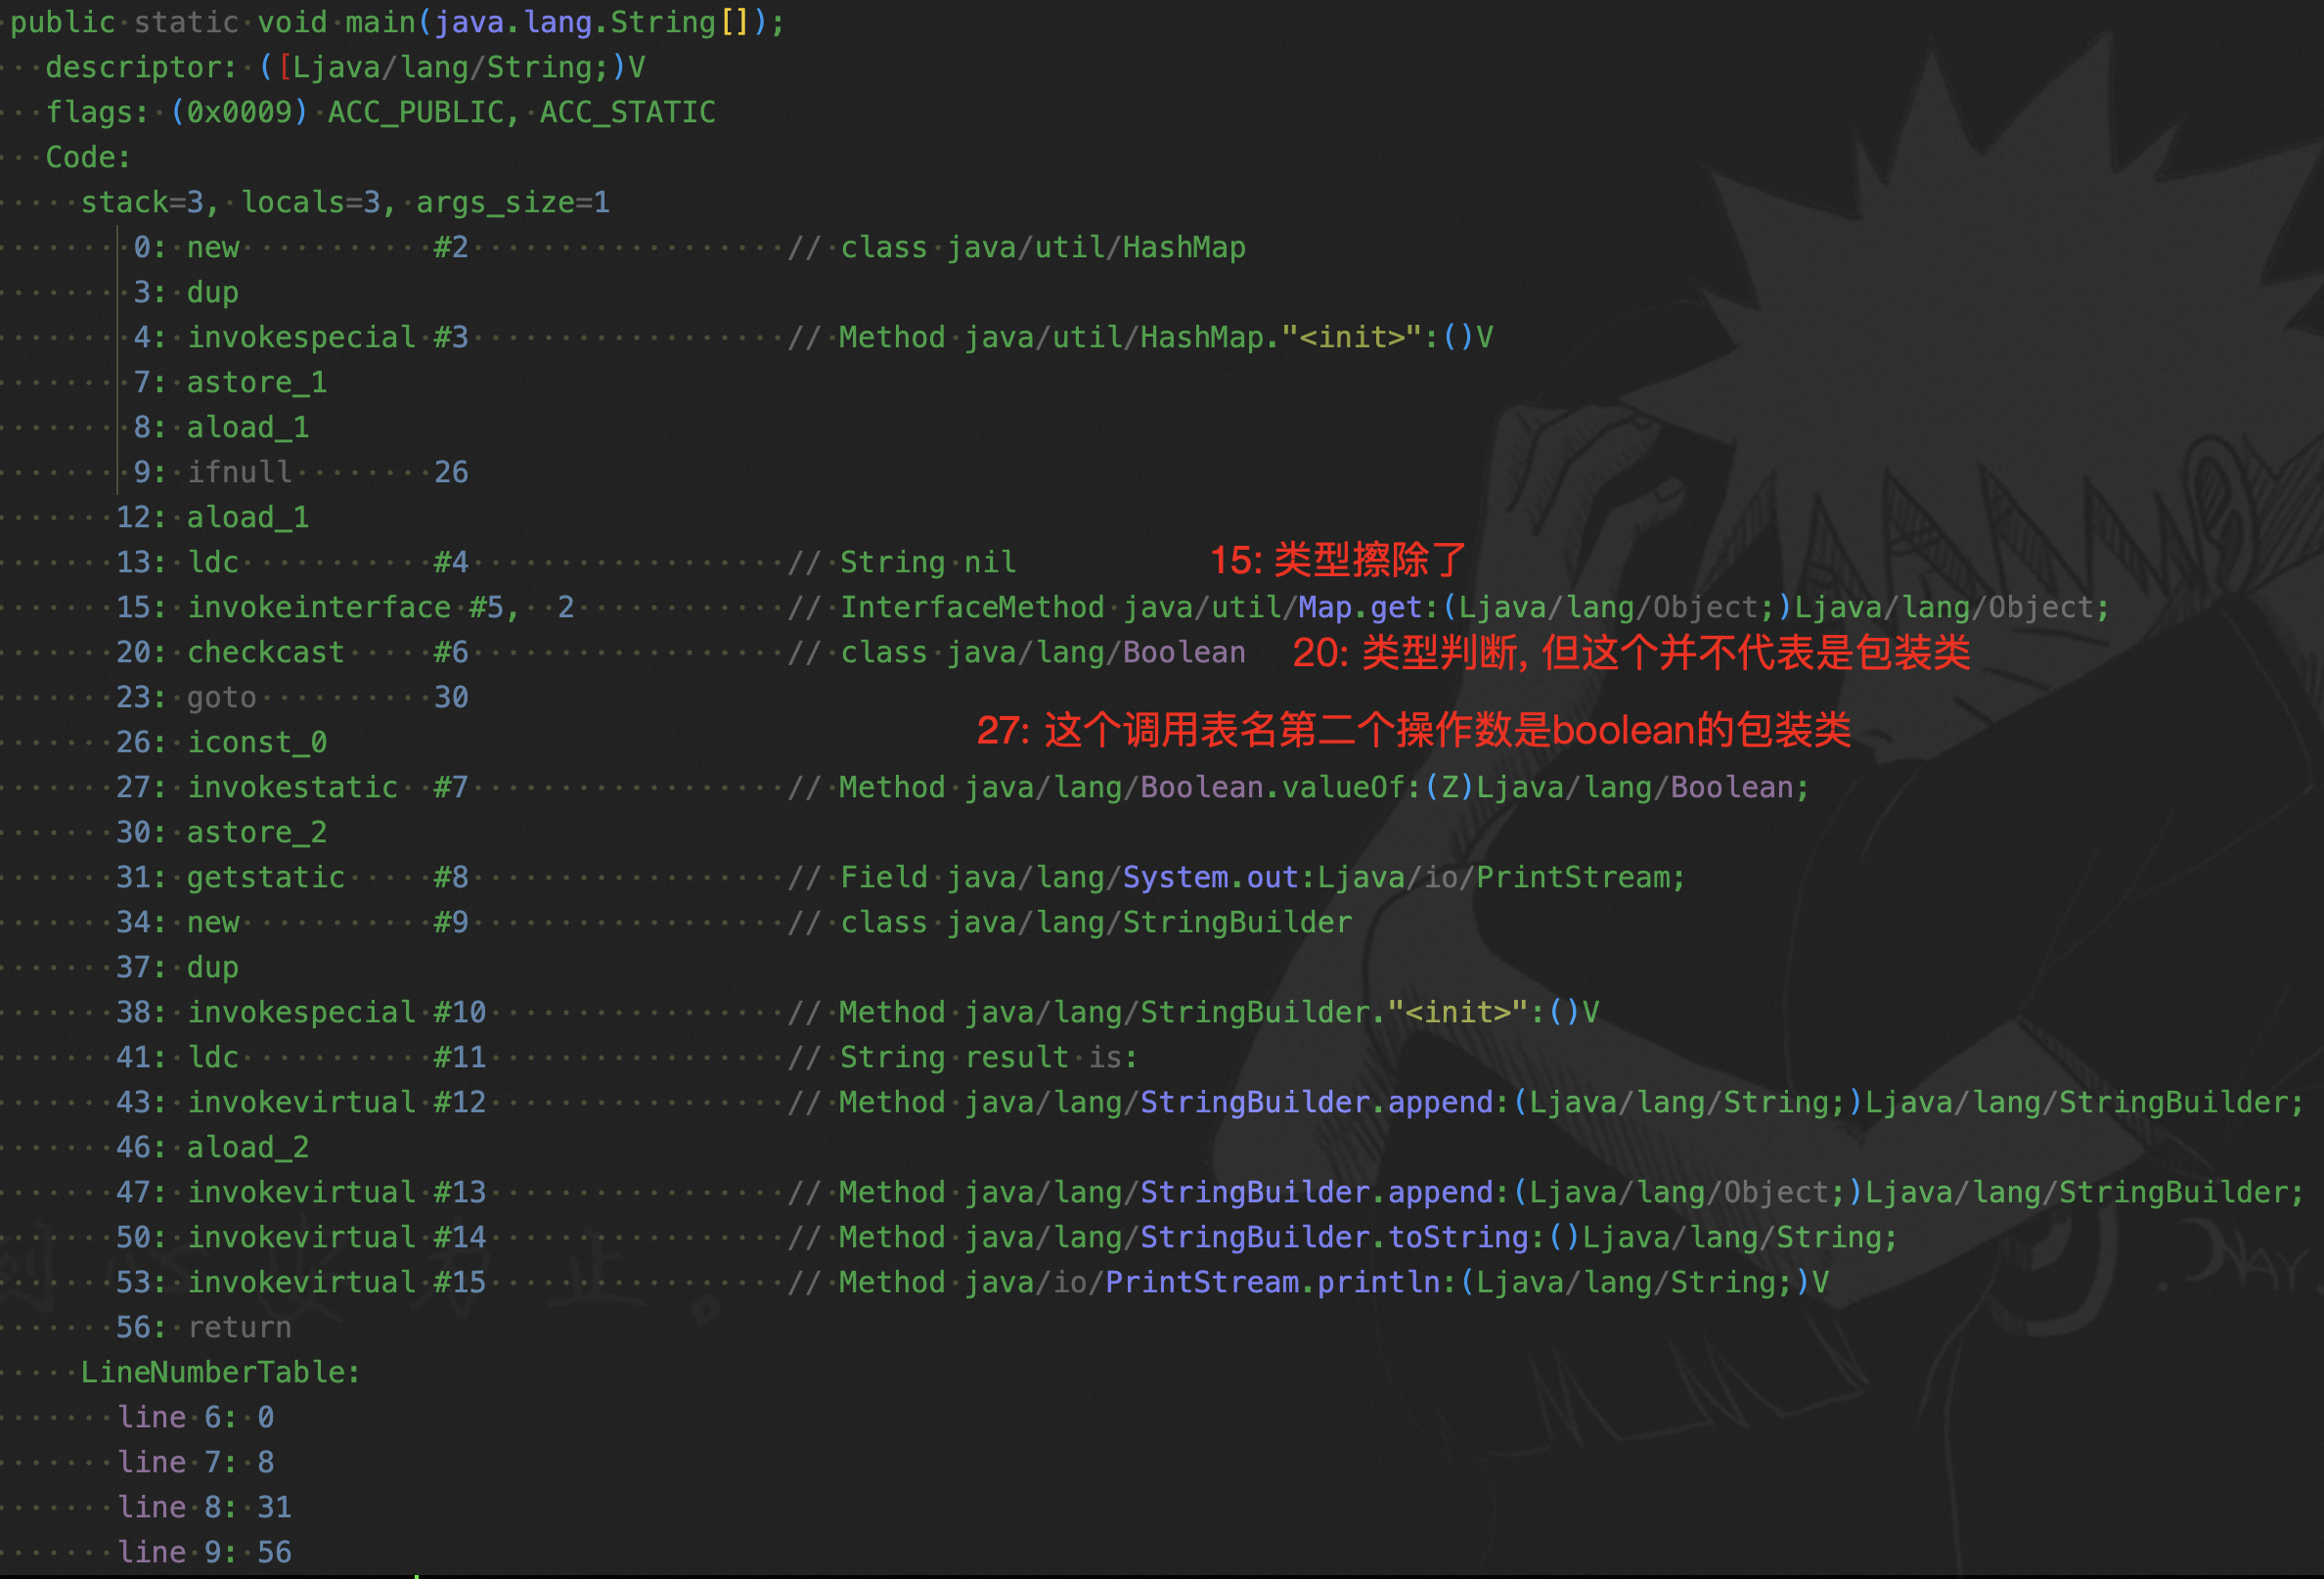 public static void main(java.lang.String[]);
descriptor: ([Ljava/lang/String;)V
flags: (0x0009) ACC_PUBLIC, ACC_STATIC
Code:
stack=3, locals=3, args_size=1
0: new #2 // class java/util/HashMap
3: dup
4: invokespecial #3 // Method java/util/HashMap."<init>":()V
7: astore_1
8: aload_1
9: ifnull 26
12: aload_1
13: ldc #4 // String nil 15: 类型擦除了
15: invokeinterface #5, 2 // InterfaceMethod java/util/Map.get:(Ljava/lang/Object;)Ljava/lang/Object;
20: checkcast #6 // class java/lang/Boolean 20: 类型判断, 但这个并不代表是包装类
23: goto 30
27: 这个调用表名第二个操作数是boolean的包装类
26: iconst_0
27: invokestatic #7 // Method java/lang/Boolean.valueOf:(Z)Ljava/lang/Boolean;
30: astore_2
31: getstatic #8 // Field java/lang/System.out:Ljava/io/PrintStream;
34: new #9 // class java/lang/StringBuilder
37: dup
38: invokespecial #10 // Method java/lang/StringBuilder."<init>":()V
41: ldc #11 // String result is:
43: invokevirtual #12 // Method java/lang/StringBuilder.append:(Ljava/lang/String;)Ljava/lang/StringBuilder;
46: aload_2
47: invokevirtual #13 // Method java/lang/StringBuilder.append:(Ljava/lang/Object;)Ljava/lang/StringBuilder;
50: invokevirtual #14 // Method java/lang/StringBuilder.toString:()Ljava/lang/String;
53: invokevirtual #15 // Method java/io/PrintStream.println:(Ljava/lang/String;)V
56: return
LineNumberTable:
line 6: 0
line 7: 8
line 8: 31
line 9: 56